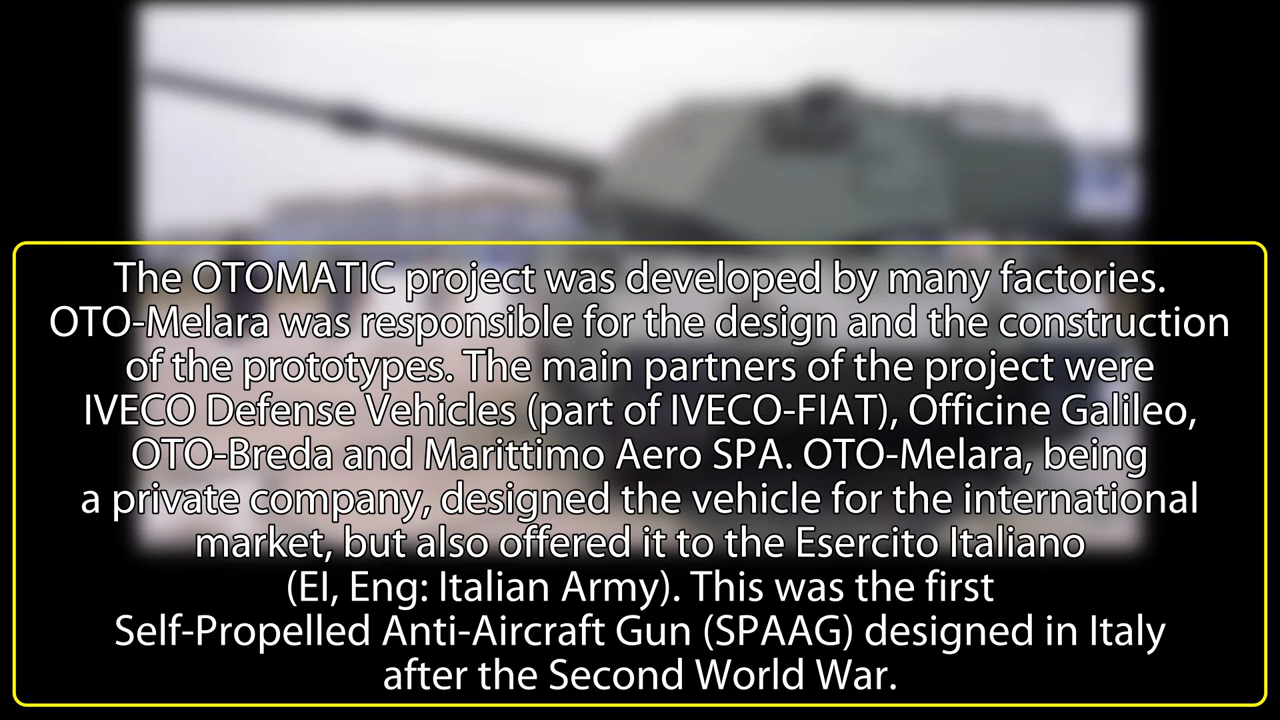 The OTOMATIC project was developed by many factories.
OTO-Melara was responsible for the design and the construction
of the prototypes. The main partners of the project were
IVECO Defense Vehicles (part of IVECO-FIAT), Officine Galileo,
OTO-Breda and Marittimo Aero SPA. OTO-Melara, being
a private company, designed the vehicle for the international
market, but also offered it to the Esercito Italiano
(EI, Eng: Italian Army). This was the first
Self-Propelled Anti-Aircraft Gun (SPAAG) designed in Italy
after the Second World War.